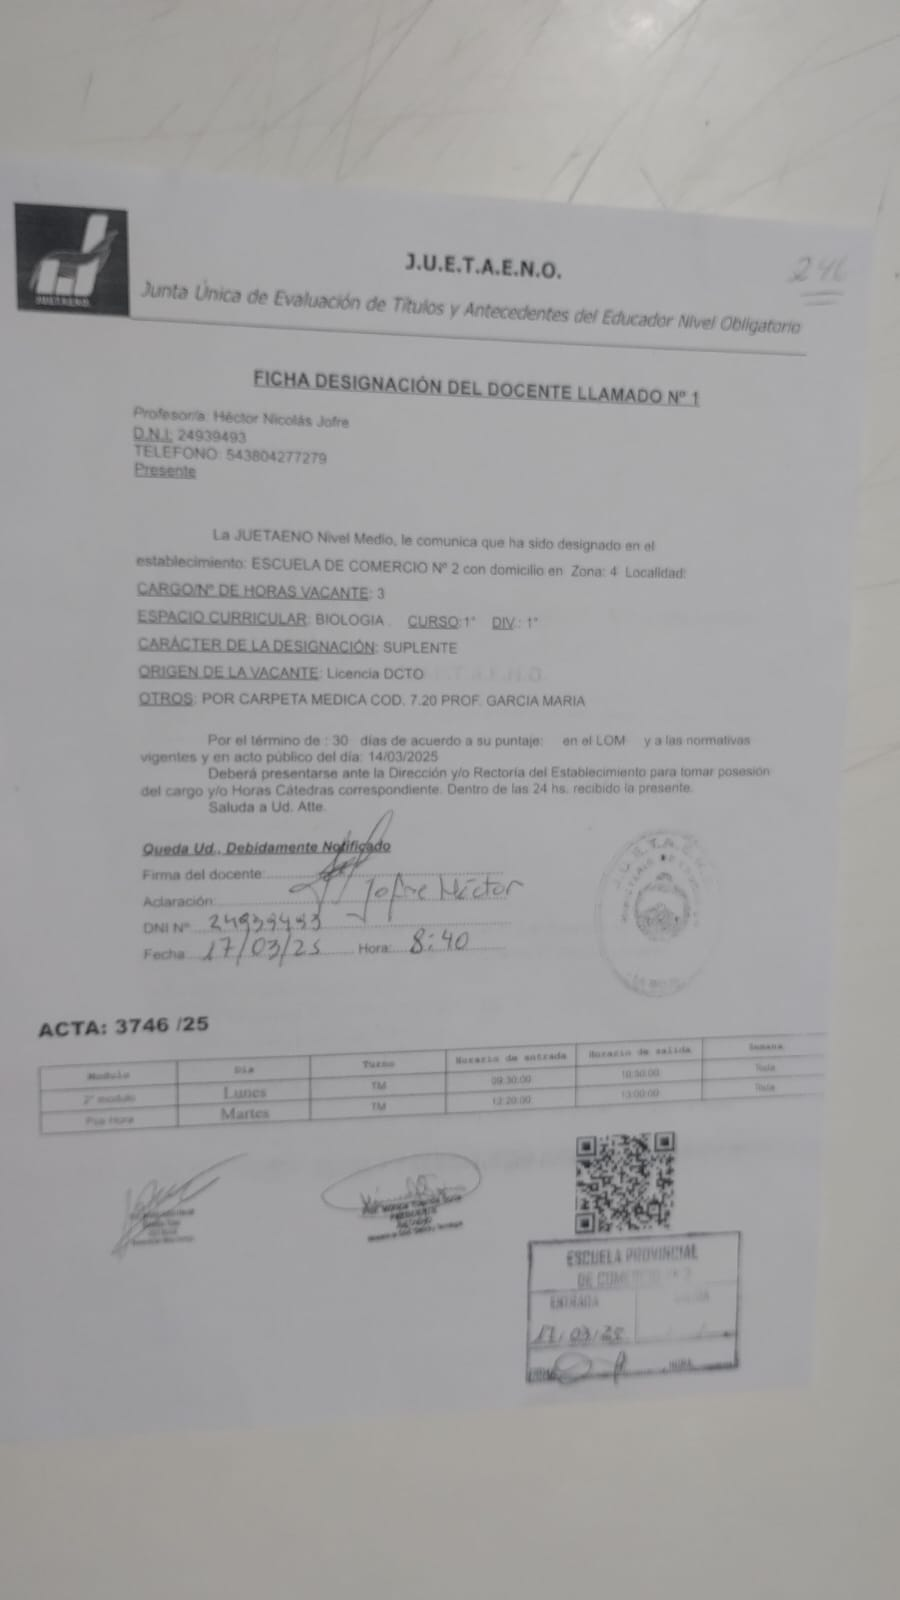 JUETAENO
J.U.E.T.A.E.N.O.
246
Junta Única de Evaluación de Títulos y Antecedentes del Educador Nivel Obligatorio
FICHA DESIGNACIÓN DEL DOCENTE LLAMADO Nº 1
Profesor/a: Héctor Nicolás Jofre
D.N.I: 24939493
TELEFONO: 543804277279
Presente
La JUETAENO Nivel Medio, le comunica que ha sido designado en el
establecimiento: ESCUELA DE COMERCIO Nº 2 con domicilio en Zona: 4 Localidad:
CARGO/Nº DE HORAS VACANTE: 3
ESPACIO CURRICULAR: BIOLOGIA . CURSO:1° DIV.: 1°
CARÁCTER DE LA DESIGNACIÓN: SUPLENTE
ORIGEN DE LA VACANTE: Licencia DCTO
OTROS: POR CARPETA MEDICA COD. 7.20 PROF. GARCIA MARIA
Por el término de : 30 días de acuerdo a su puntaje: en el LOM y a las normativas
vigentes y en acto público del día: 14/03/2025
Deberá presentarse ante la Dirección y/o Rectoría del Establecimiento para tomar posesión
del cargo y/o Horas Cátedras correspondiente. Dentro de las 24 hs. recibido la presente.
Saluda a Ud. Atte.
Queda Ud., Debidamente Notificado
Firma del docente:
Aclaración: Jofre Héctor
DNI Nº 24939493
Fecha 17/03/25 Hora: 8:40
ACTA: 3746 /25
Modulo Dia Turno Horario de entrada Horario de salida Semana
2° modulo Lunes TM 09:30:00 10:50:00 Toda
Martes TM 12:20:00 13:00:00 Toda
ESCUELA PROVINCIAL
DE COMERCIO Nº 2
ENTRADA
17/03/25
HORA